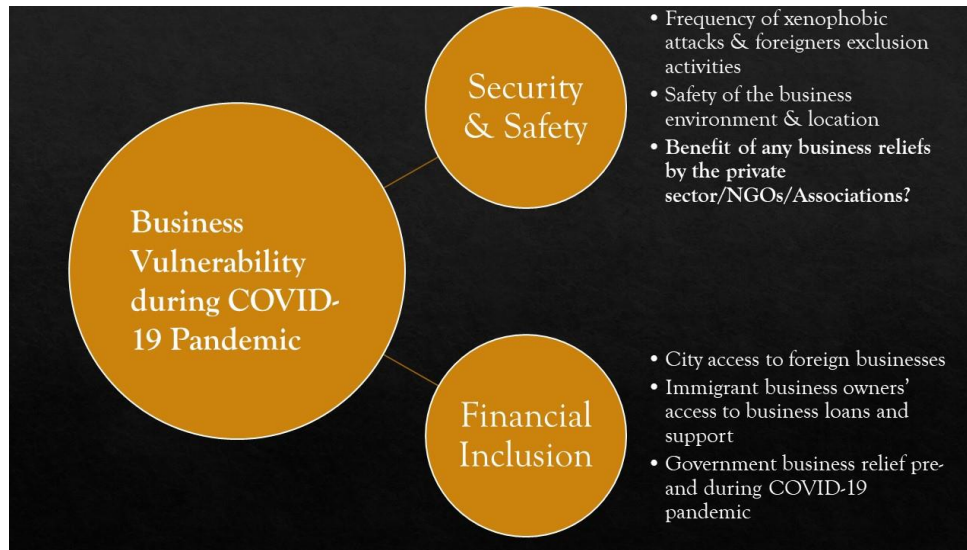 Business
Vulnerability
during COVID-
19 Pandemic
Security
& Safety
• Frequency of xenophobic
attacks & foreigners exclusion
activities
• Safety of the business
environment & location
• Benefit of any business reliefs
by the private
sector/NGOs/Associations?
Financial
Inclusion
• City access to foreign businesses
• Immigrant business owners’
access to business loans and
support
• Government business relief pre-
and during COVID-19
pandemic